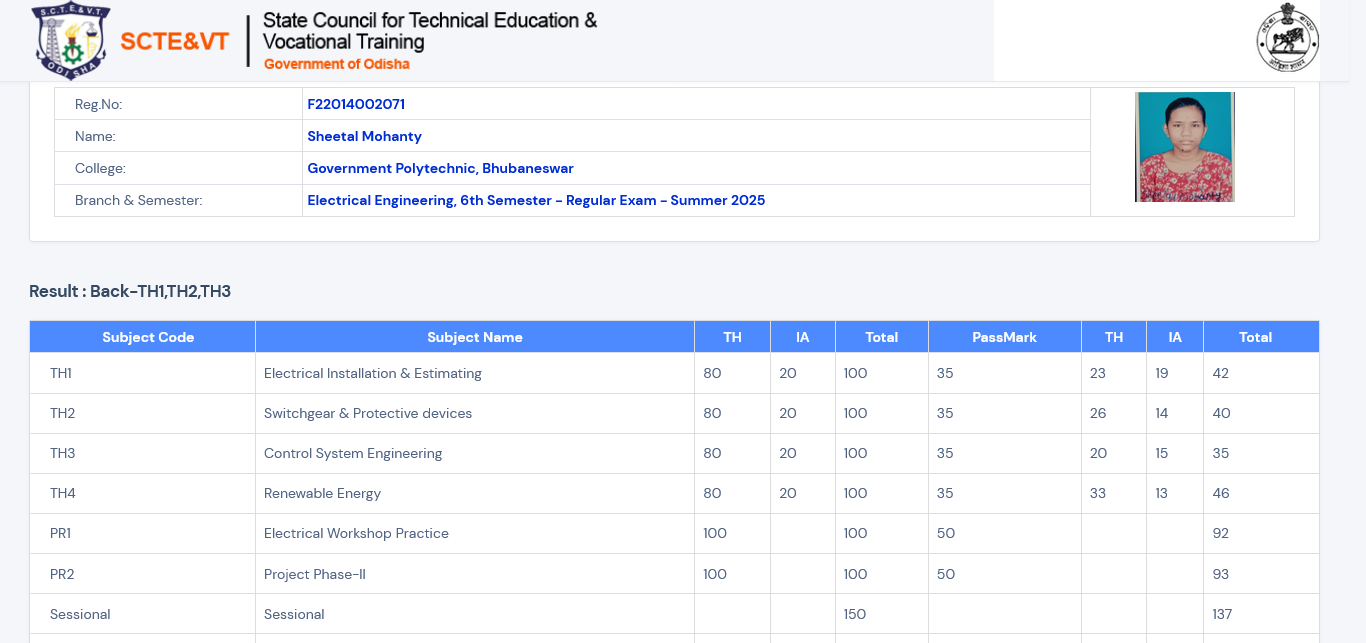 S.C.T.E.& V.T.
ODISHA
SCTE&VT
State Council for Technical Education &
Vocational Training
Government of Odisha
Reg.No: F22014002071
Name: Sheetal Mohanty
College: Government Polytechnic, Bhubaneswar
Branch & Semester: Electrical Engineering, 6th Semester - Regular Exam - Summer 2025
Result : Back-TH1,TH2,TH3
Subject Code Subject Name TH IA Total PassMark TH IA Total
TH1 Electrical Installation & Estimating 80 20 100 35 23 19 42
TH2 Switchgear & Protective devices 80 20 100 35 26 14 40
TH3 Control System Engineering 80 20 100 35 20 15 35
TH4 Renewable Energy 80 20 100 35 33 13 46
PR1 Electrical Workshop Practice 100 100 50 92
PR2 Project Phase-II 100 100 50 93
Sessional Sessional 150 137